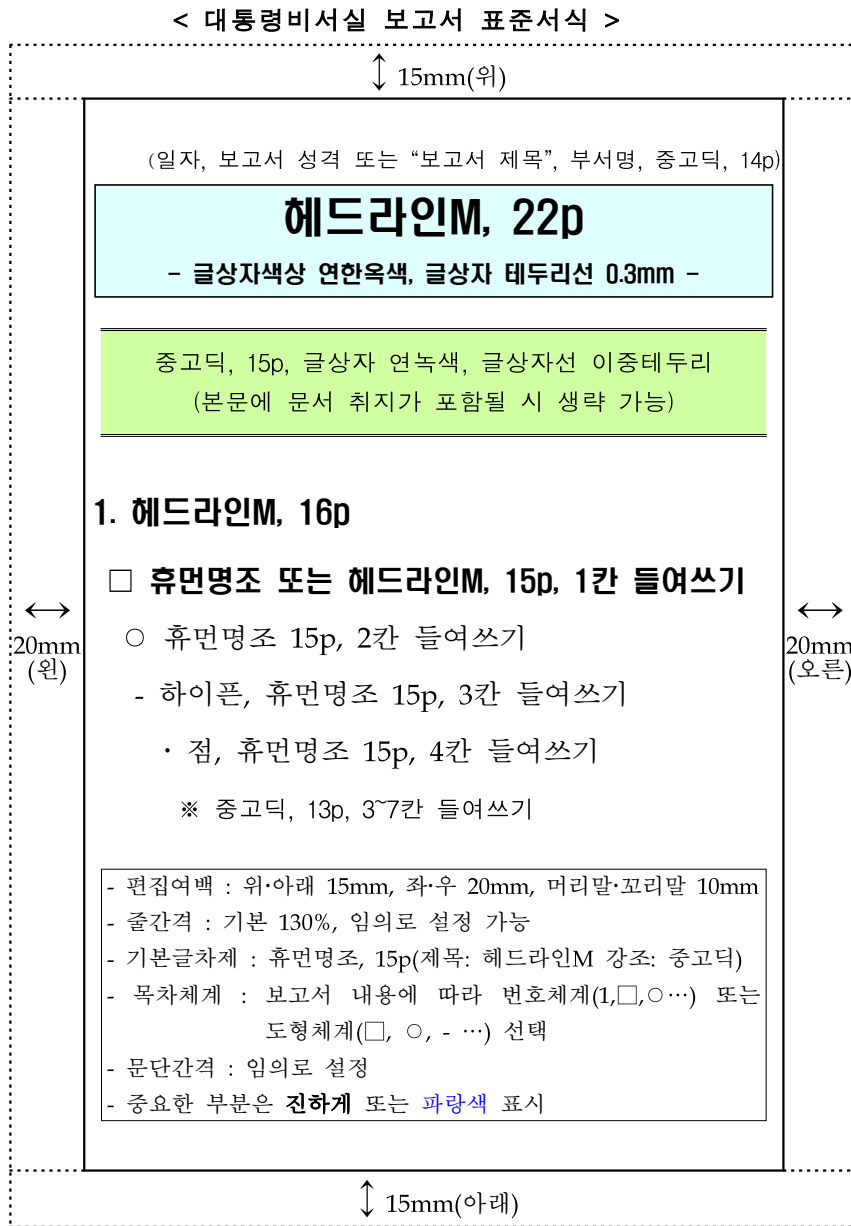 < 대통령비서실 보고서 표준서식 >
15mm(위)
(일자, 보고서 성격 또는 “보고서 제목”, 부서명, 중고딕, 14p)
헤드라인M, 22p
- 글상자색상 연한옥색, 글상자 테두리선 0.3mm -
중고딕, 15p, 글상자 연녹색, 글상자선 이중테두리
(본문에 문서 취지가 포함될 시 생략 가능)
1. 헤드라인M, 16p
□ 휴먼명조 또는 헤드라인M, 15p, 1칸 들여쓰기
○ 휴먼명조 15p, 2칸 들여쓰기
- 하이픈, 휴먼명조 15p, 3칸 들여쓰기
· 점, 휴먼명조 15p, 4칸 들여쓰기
※ 중고딕, 13p, 3~7칸 들여쓰기
20mm
(왼)
20mm
(오른)
- 편집여백 : 위·아래 15mm, 좌·우 20mm, 머리말·꼬리말 10mm
- 줄간격 : 기본 130%, 임의로 설정 가능
- 기본글차제 : 휴먼명조, 15p(제목: 헤드라인M 강조: 중고딕)
- 목차체계 : 보고서 내용에 따라 번호체계(1,□,○…) 또는
도형체계(□, ○, - …) 선택
- 문단간격 : 임의로 설정
- 중요한 부분은 진하게 또는 파랑색 표시
15mm(아래)